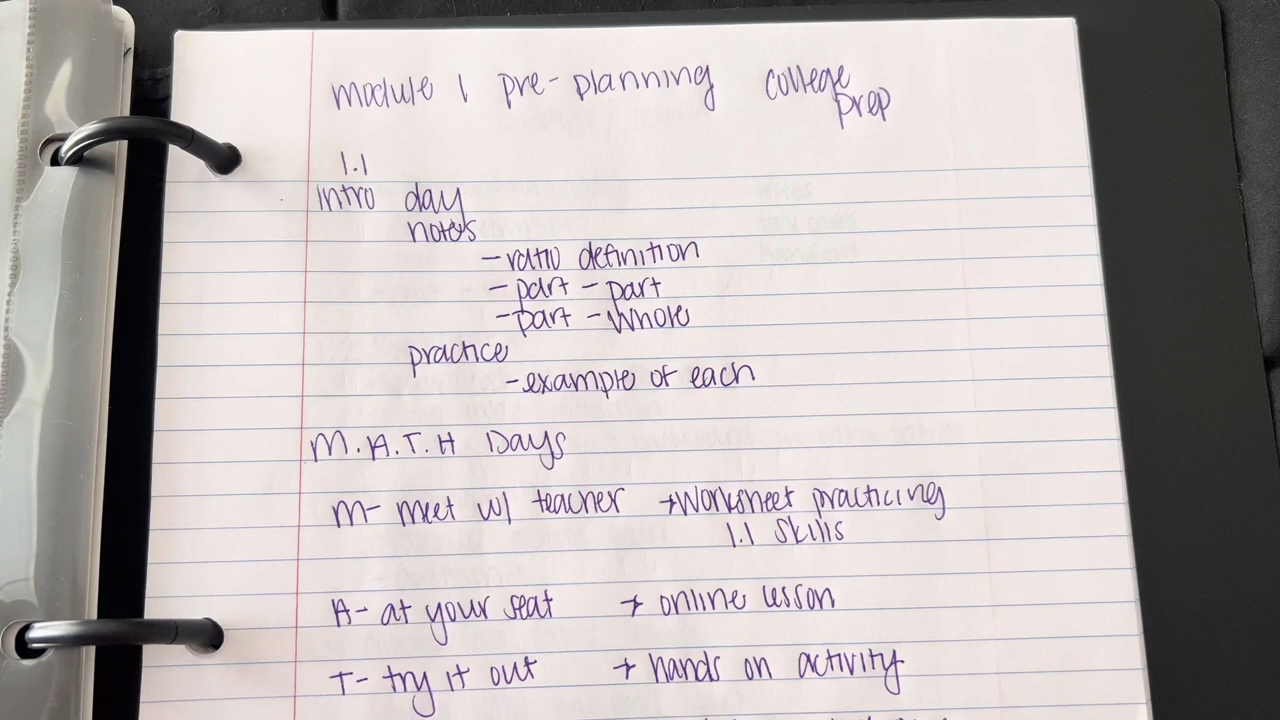 Module 1 pre-planning college
prep
1.1
Intro day
notes
- ratio definition
- part - part
- part - whole
practice
- example of each
M.A.T.H Days
M- meet w/ teacher → Worksheet practicing
1.1 skills
A- at your seat → online lesson
T- try it out → hands on activity